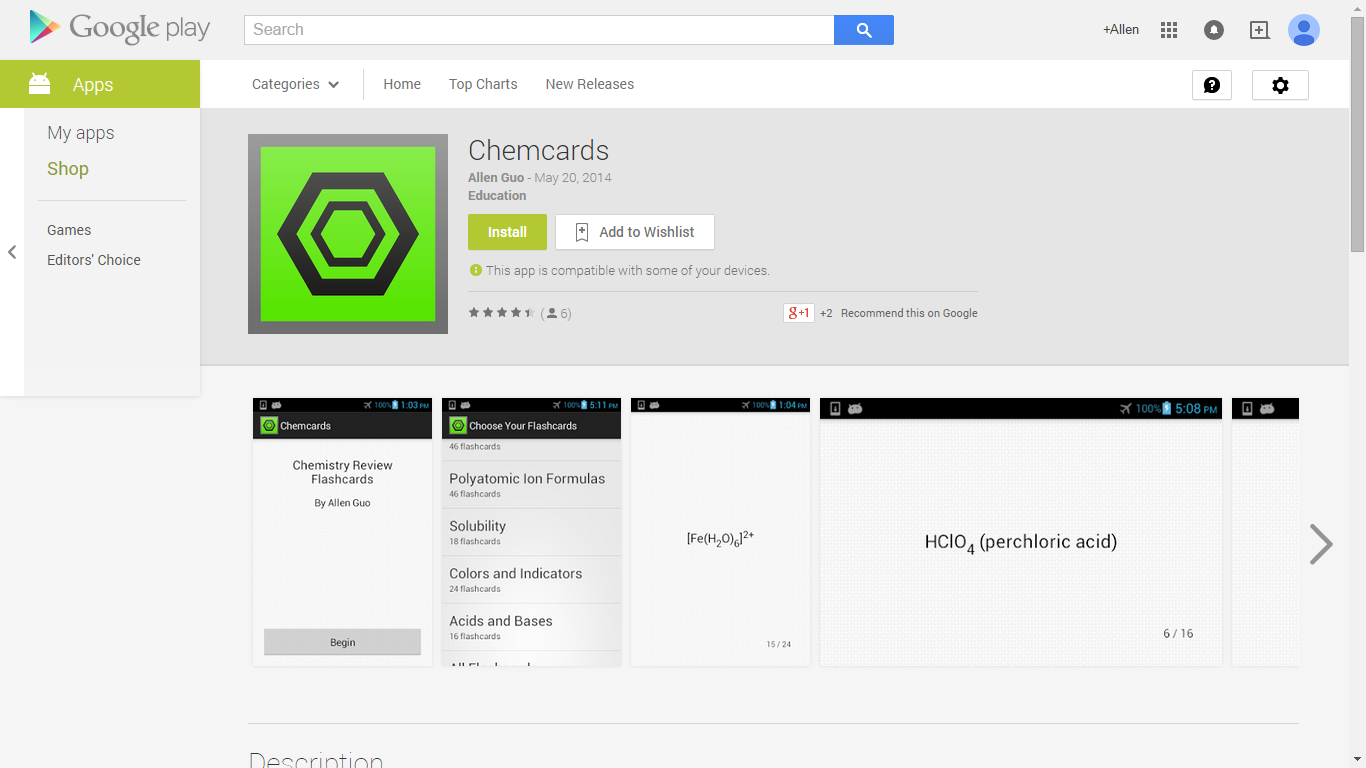 Google play
Search
+Allen
Apps
Categories
Home
Top Charts
New Releases
My apps
Shop
Games
Editors' Choice
Chemcards
Allen Guo - May 20, 2014
Education
Install
Add to Wishlist
This app is compatible with some of your devices.
( 6)
g+1
+2
Recommend this on Google
100% 1:03 PM
Chemcards
Chemistry Review
Flashcards
By Allen Guo
Begin
100% 5:11 PM
Choose Your Flashcards
46 flashcards
Polyatomic Ion Formulas
46 flashcards
Solubility
18 flashcards
Colors and Indicators
24 flashcards
Acids and Bases
16 flashcards
All Flashcards
100% 1:04 PM
[Fe(H₂O)₆]²⁺
15 / 24
100% 5:08 PM
HClO₄ (perchloric acid)
6 / 16
Description